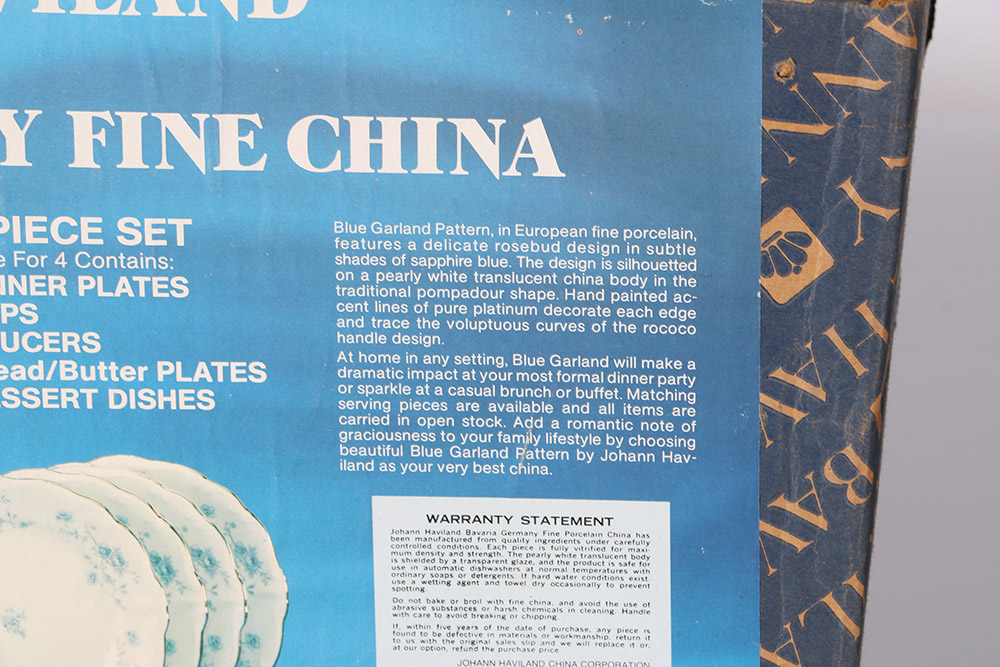 VILAND
Y FINE CHINA
PIECE SET
e For 4 Contains:
NNER PLATES
PS
UCERS
ead/Butter PLATES
ESSERT DISHES
Blue Garland Pattern, in European fine porcelain,
features a delicate rosebud design in subtle
shades of sapphire blue. The design is silhouetted
on a pearly white translucent china body in the
traditional pompadour shape. Hand painted ac-
cent lines of pure platinum decorate each edge
and trace the voluptuous curves of the rococo
handle design.
At home in any setting, Blue Garland will make a
dramatic impact at your most formal dinner party
or sparkle at a casual brunch or buffet. Matching
serving pieces are available and all items are
carried in open stock. Add a romantic note of
graciousness to your family lifestyle by choosing
beautiful Blue Garland Pattern by Johann Hav-
iland as your very best china.
WARRANTY STATEMENT
Johann Haviland Bavaria Germany Fine Porcelain China has
been manufactured from quality ingredients under carefully
controlled conditions. Each piece is fully vitrified for maxi-
mum density and strength. The pearly white translucent body
is shielded by a transparent glaze, and the product is safe for
use in automatic dishwashers at normal temperatures with
ordinary soaps or detergents. If hard water conditions exist
use a wetting agent and towel dry occasionally to prevent
spotting.
Do not bake or broil with fine china, and avoid the use of
abrasive substances or harsh chemicals in cleaning. Handle
with care to avoid breaking or chipping
If, within five years of the date of purchase, any piece is
found to be defective in materials or workmanship, return it
to us with the original sales slip and we will replace it or,
at our option, refund the purchase price.
JOHANN HAVILAND CHINA CORPORATION
HAV
BAV